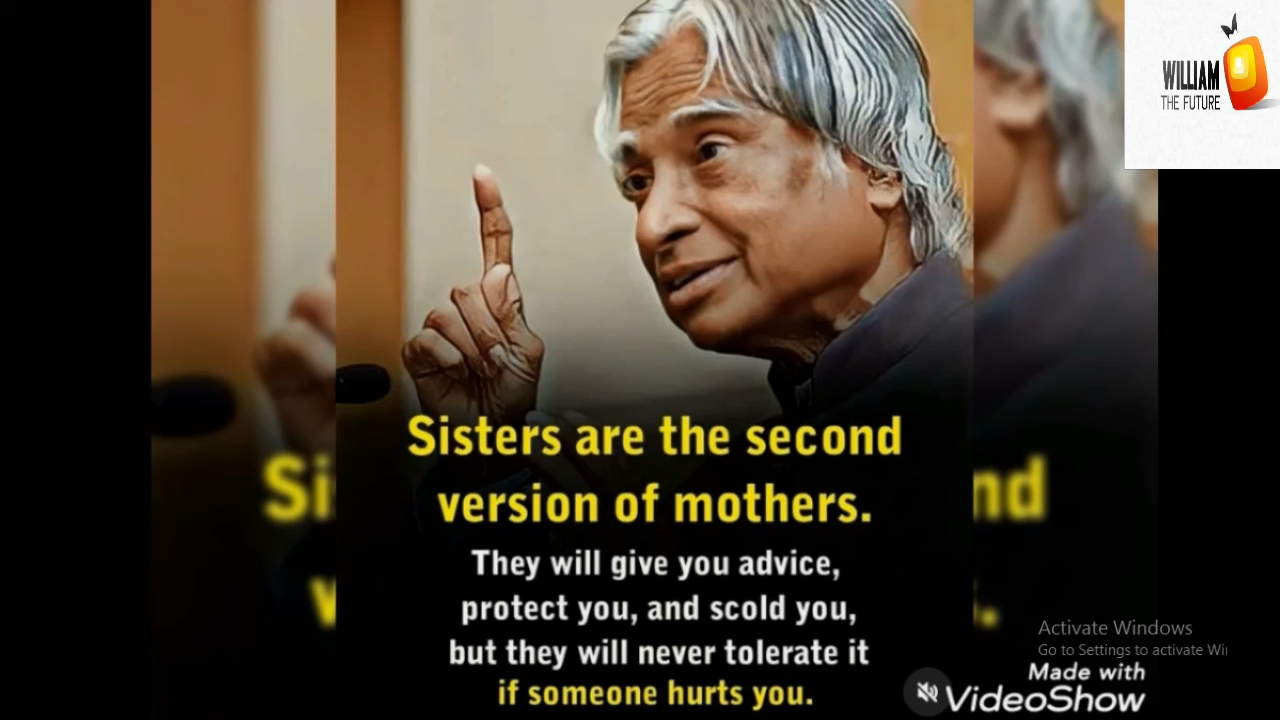 WILLIAM
THE FUTURE
Sisters are the second
version of mothers.
They will give you advice,
protect you, and scold you,
but they will never tolerate it
if someone hurts you.
Activate Windows
Go to Settings to activate
Made with
VideoShow